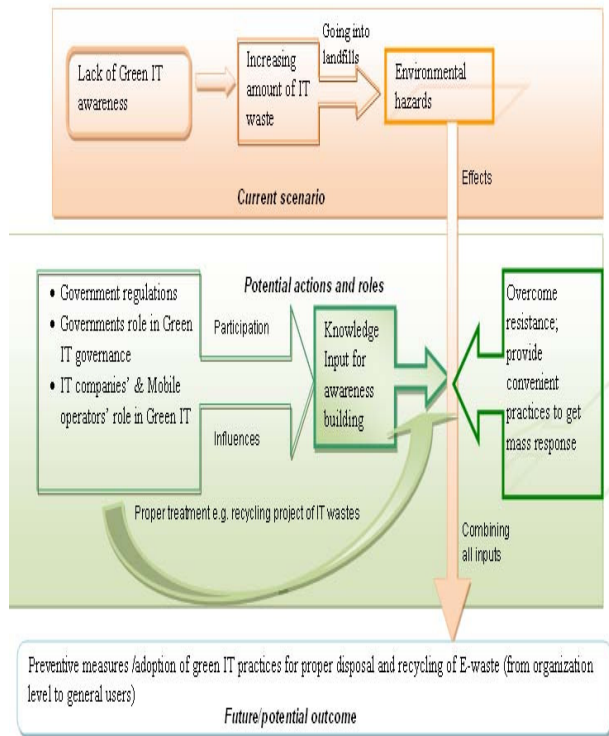 Lack of Green IT
awareness
Increasing
amount of IT
waste
Going into
landfills
Environmental
hazards
Effects
Current scenario
Potential actions and roles
• Government regulations
• Governments role in Green
IT governance
• IT companies' & Mobile
operators' role in Green IT
Participation
Influences
Knowledge
Input for
awareness
building
Overcome
resistance;
provide
convenient
practices to get
mass response
Proper treatment e.g. recycling project of IT wastes
Combining
all inputs
Preventive measures /adoption of green IT practices for proper disposal and recycling of E-waste (from organization
level to general users)
Future/potential outcome